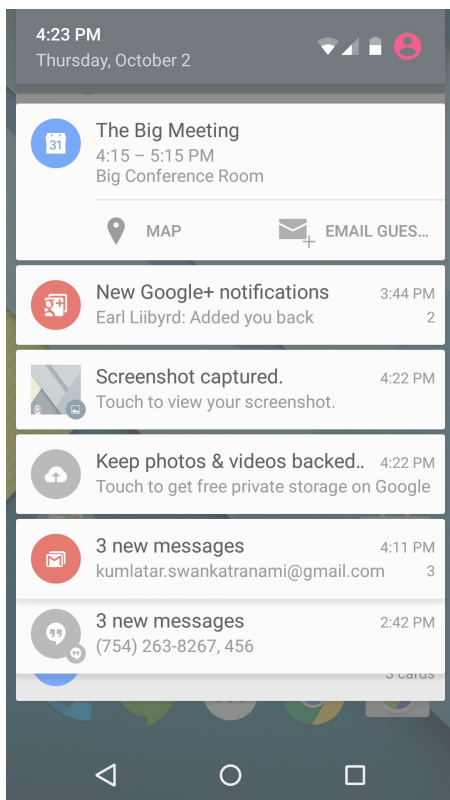 4:23 PM
Thursday, October 2
The Big Meeting
4:15 – 5:15 PM
Big Conference Room
31
MAP
EMAIL GUES...
New Google+ notifications
3:44 PM
Earl Liibyrd: Added you back
2
Screenshot captured.
4:22 PM
Touch to view your screenshot.
Keep photos & videos backed..
4:22 PM
Touch to get free private storage on Google
3 new messages
4:11 PM
kumlatar.swankatranami@gmail.com
3
3 new messages
2:42 PM
(754) 263-8267, 456
3 cards